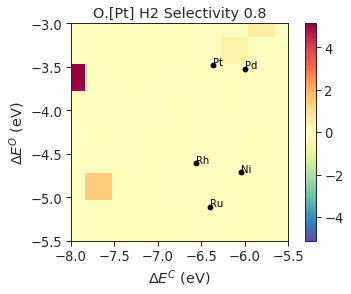 O.[Pt] H2 Selectivity 0.8
−3.0
−3.5
−4.0
−4.5
−5.0
−5.5
ΔE^O (eV)
Pt
Pd
Rh
Ni
Ru
−8.0 −7.5 −7.0 −6.5 −6.0 −5.5
ΔE^C (eV)
4
2
0
−2
−4